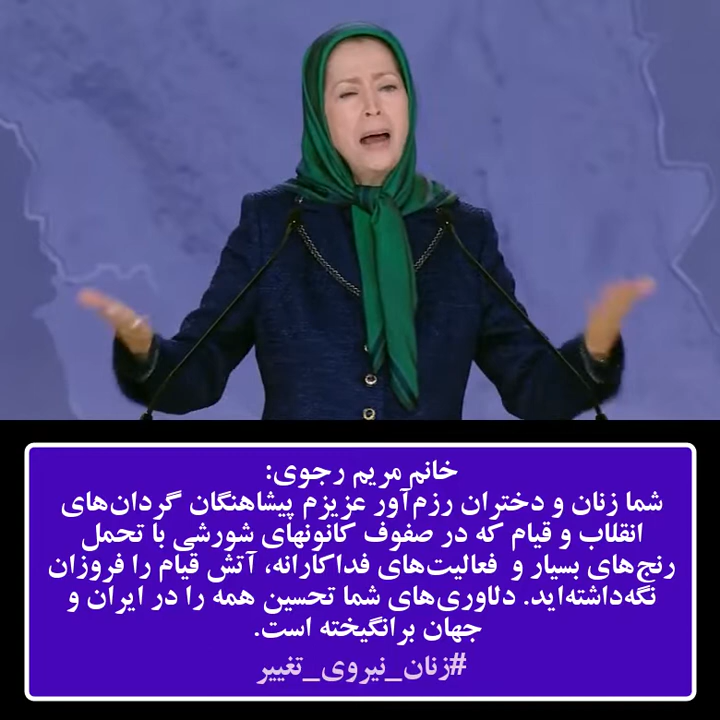 خانم مریم رجوی:
شما زنان و دختران رزم‌آور عزیزم پیشاهنگان گردان‌های
انقلاب و قیام که در صفوف کانونهای شورشی با تحمل
رنج‌های بسیار و فعالیت‌های فداکارانه، آتش قیام را فروزان
نگه‌داشته‌اید. دلاوری‌های شما تحسین همه را در ایران و
جهان برانگیخته است.
#زنان_نیروی_تغییر